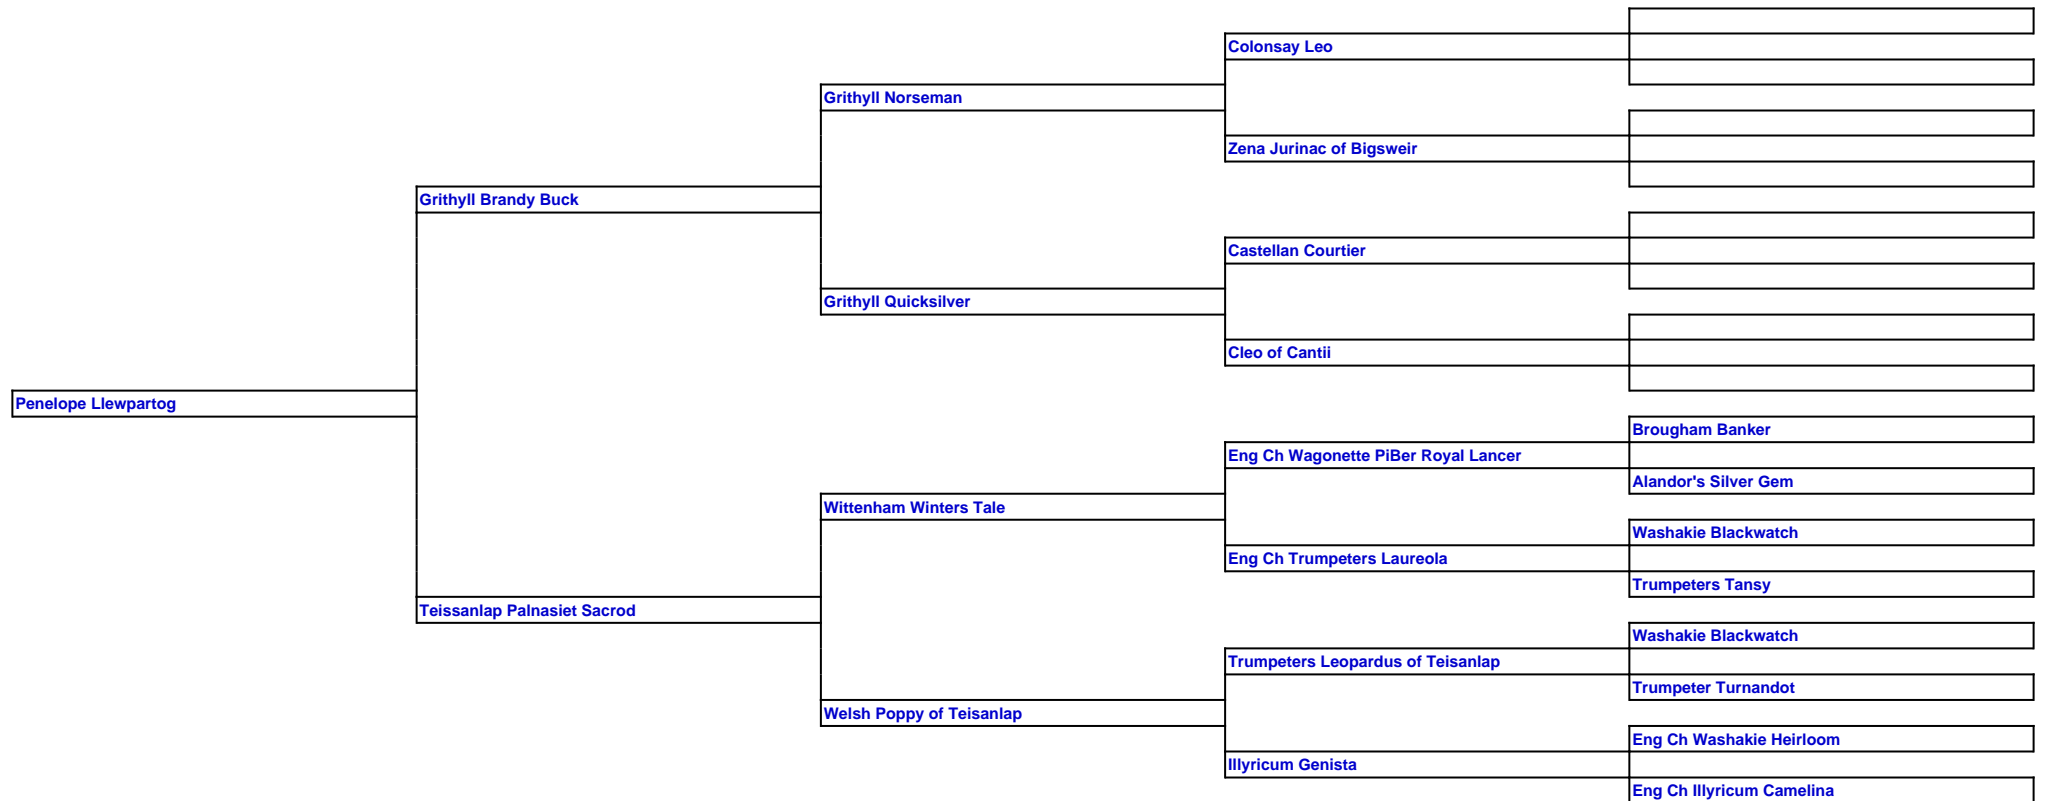 Colonsay Leo
Grithyll Norseman
Zena Jurinac of Bigsweir
Grithyll Brandy Buck
Castellan Courtier
Grithyll Quicksilver
Cleo of Cantii
Penelope Llewpartog
Brougham Banker
Eng Ch Wagonette PiBer Royal Lancer
Alandor's Silver Gem
Wittenham Winters Tale
Washakie Blackwatch
Eng Ch Trumpeters Laureola
Trumpeters Tansy
Teissanlap Palnasiet Sacrod
Washakie Blackwatch
Trumpeters Leopardus of Teisanlap
Trumpeter Turnandot
Welsh Poppy of Teisanlap
Eng Ch Washakie Heirloom
Illyricum Genista
Eng Ch Illyricum Camelina